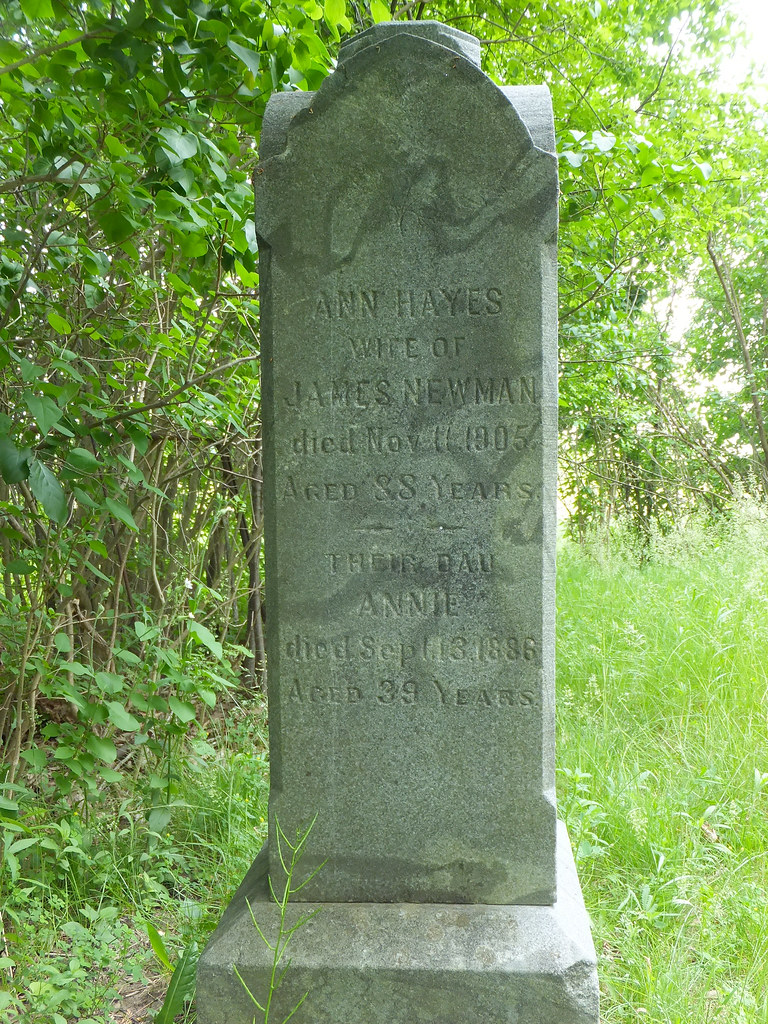 ANN HAYES
WIFE OF
JAMES NEWMAN
died Nov. 11, 1905.
AGED 88 YEARS.
THEIR DAU.
ANNIE
died Sept. 13, 1886
AGED 39 YEARS.